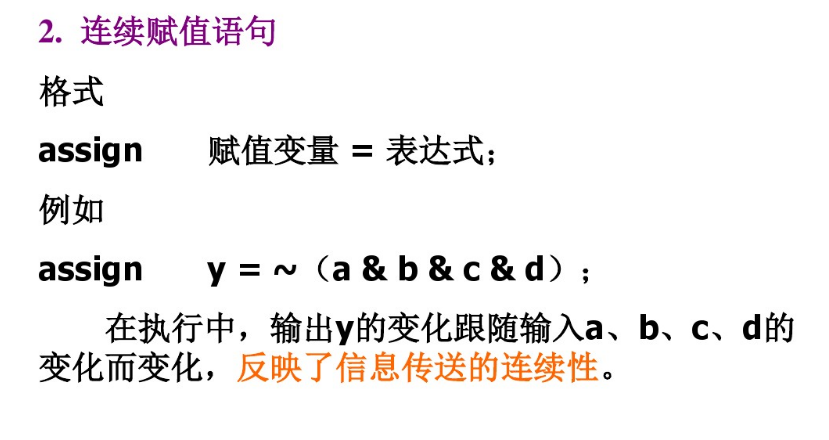 2. 连续赋值语句
格式
assign 赋值变量 = 表达式；
例如
assign y = ~（a & b & c & d）；
在执行中，输出y的变化跟随输入a、b、c、d的
变化而变化，反映了信息传送的连续性。